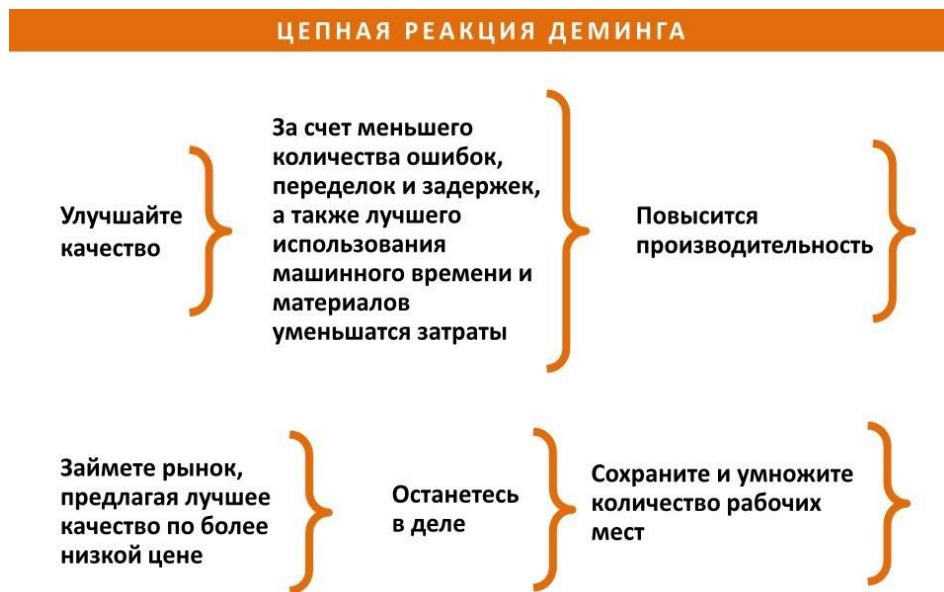 ЦЕПНАЯ РЕАКЦИЯ ДЕМИНГА
Улучшайте
качество
За счет меньшего
количества ошибок,
переделок и задержек,
а также лучшего
использования
машинного времени и
материалов
уменьшатся затраты
Повысится
производительность
Займете рынок,
предлагая лучшее
качество по более
низкой цене
Останетесь
в деле
Сохраните и умножите
количество рабочих
мест